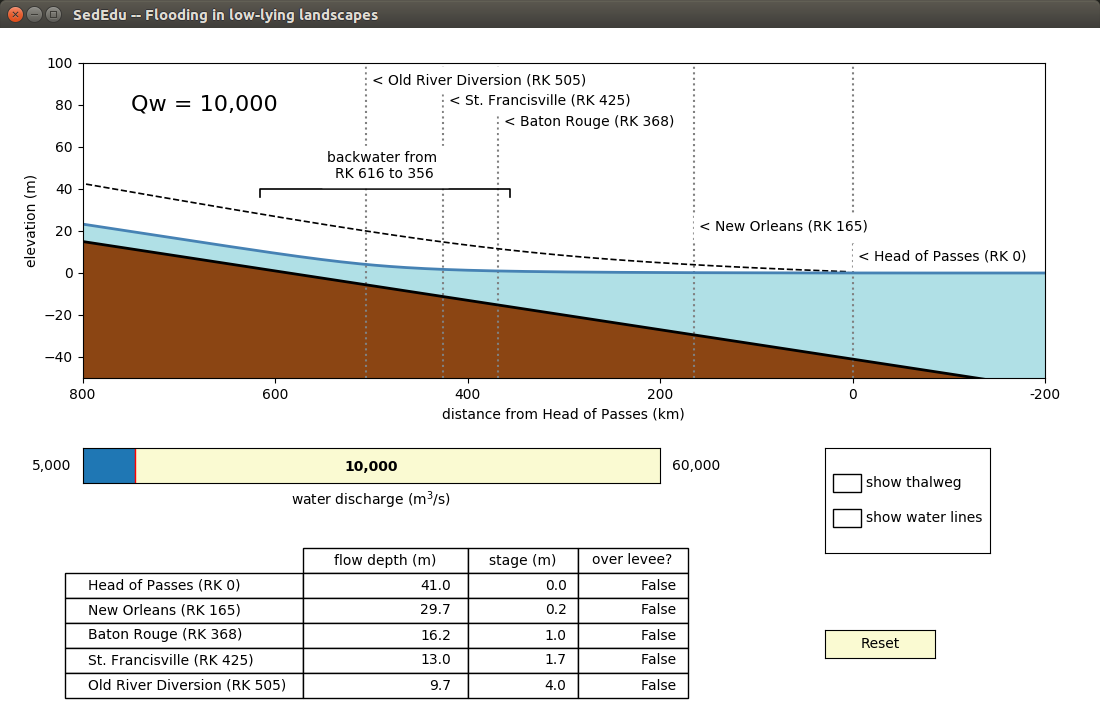 SedEdu -- Flooding in low-lying landscapes
100
80
60
40
20
0
−20
−40
elevation (m)
Qw = 10,000
< Old River Diversion (RK 505)
< St. Francisville (RK 425)
< Baton Rouge (RK 368)
backwater from
RK 616 to 356
< New Orleans (RK 165)
< Head of Passes (RK 0)
800 600 400 200 0 -200
distance from Head of Passes (km)
5,000 10,000 60,000
water discharge (m³/s)
show thalweg
show water lines
flow depth (m) stage (m) over levee?
Head of Passes (RK 0) 41.0 0.0 False
New Orleans (RK 165) 29.7 0.2 False
Baton Rouge (RK 368) 16.2 1.0 False
St. Francisville (RK 425) 13.0 1.7 False
Old River Diversion (RK 505) 9.7 4.0 False
Reset